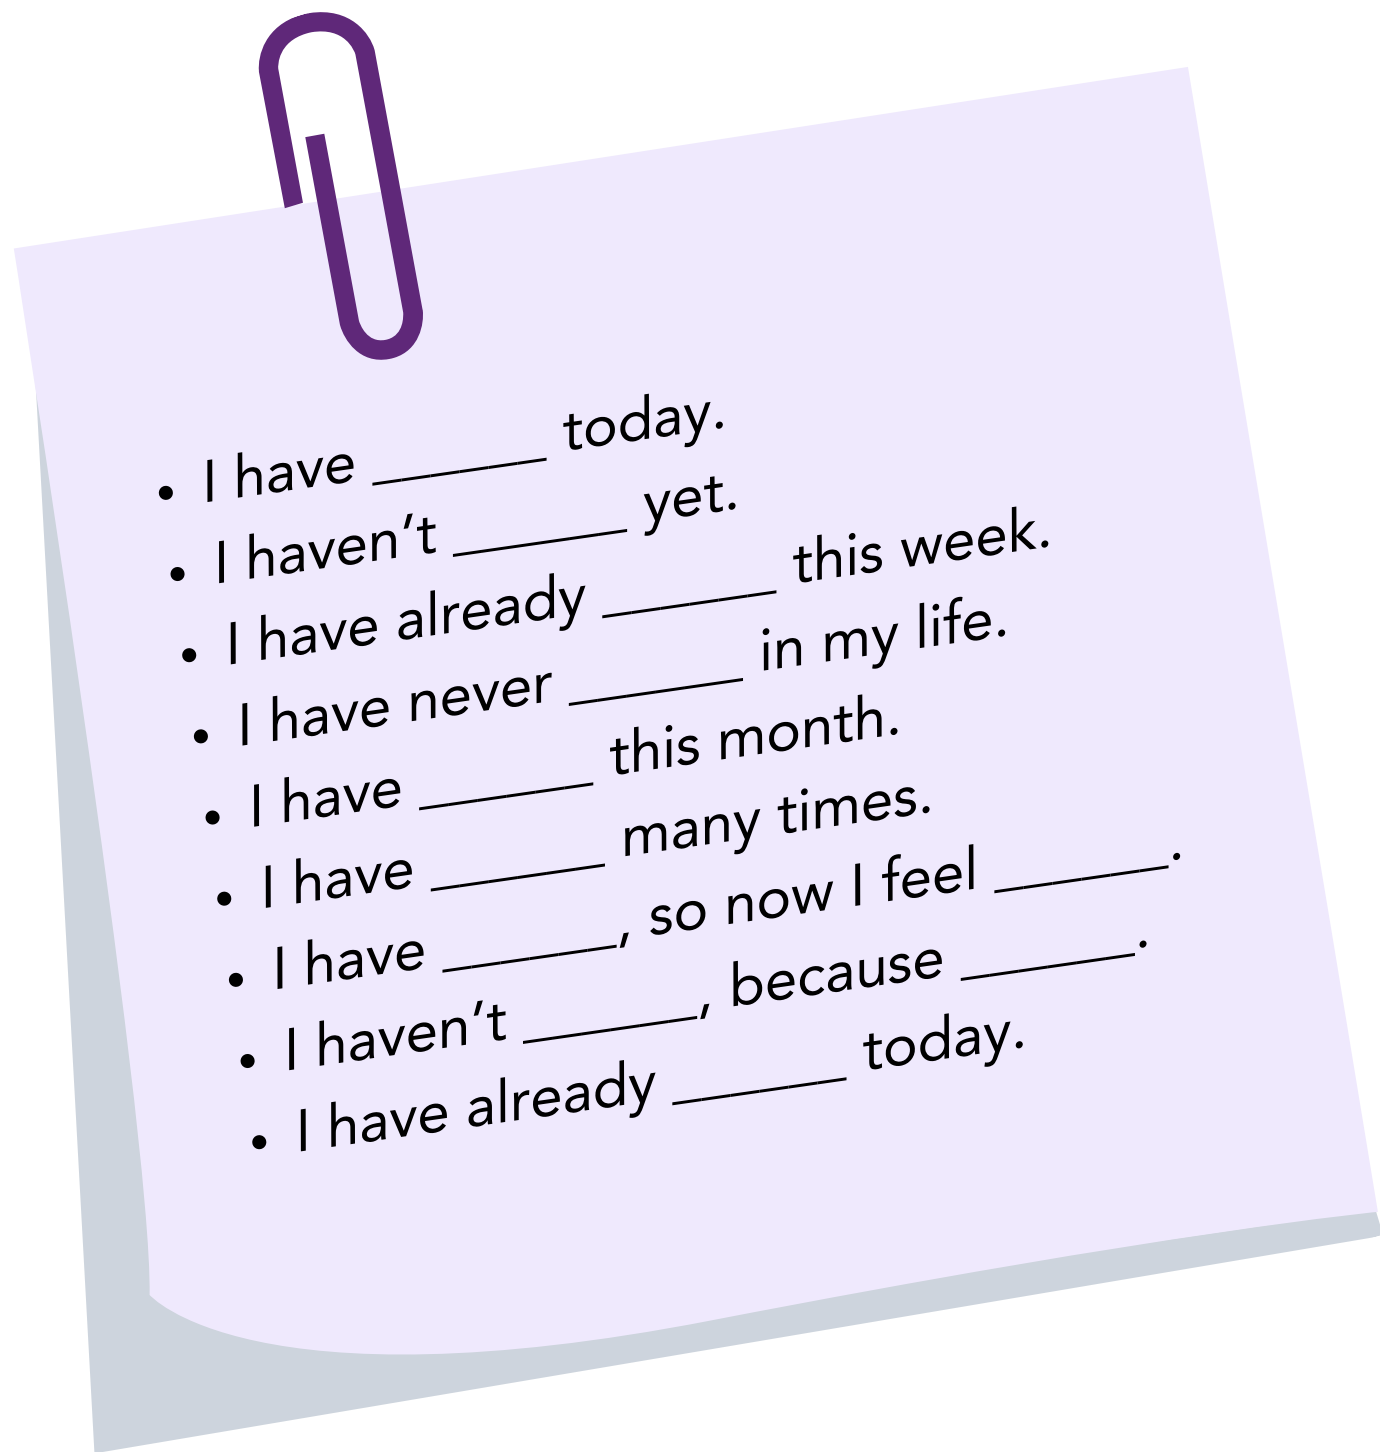 • I have ______ today.
• I haven’t ______ yet.
• I have already ______ this week.
• I have never ______ in my life.
• I have ______ this month.
• I have ______ many times.
• I have ______, so now I feel ______.
• I haven’t ______, because ______.
• I have already ______ today.